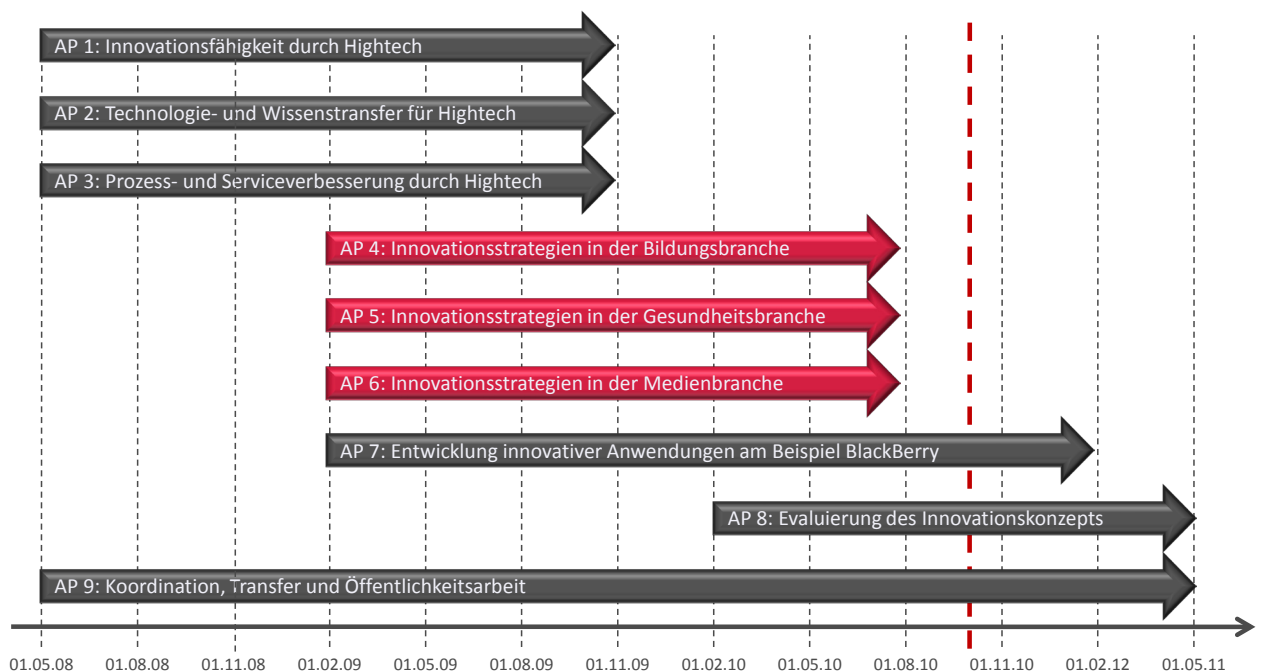 AP 1: Innovationsfähigkeit durch Hightech
AP 2: Technologie- und Wissenstransfer für Hightech
AP 3: Prozess- und Serviceverbesserung durch Hightech
AP 4: Innovationsstrategien in der Bildungsbranche
AP 5: Innovationsstrategien in der Gesundheitsbranche
AP 6: Innovationsstrategien in der Medienbranche
AP 7: Entwicklung innovativer Anwendungen am Beispiel BlackBerry
AP 8: Evaluierung des Innovationskonzepts
AP 9: Koordination, Transfer und Öffentlichkeitsarbeit
01.05.08 01.08.08 01.11.08 01.02.09 01.05.09 01.08.09 01.11.09 01.02.10 01.05.10 01.08.10 01.11.10 01.02.12 01.05.11